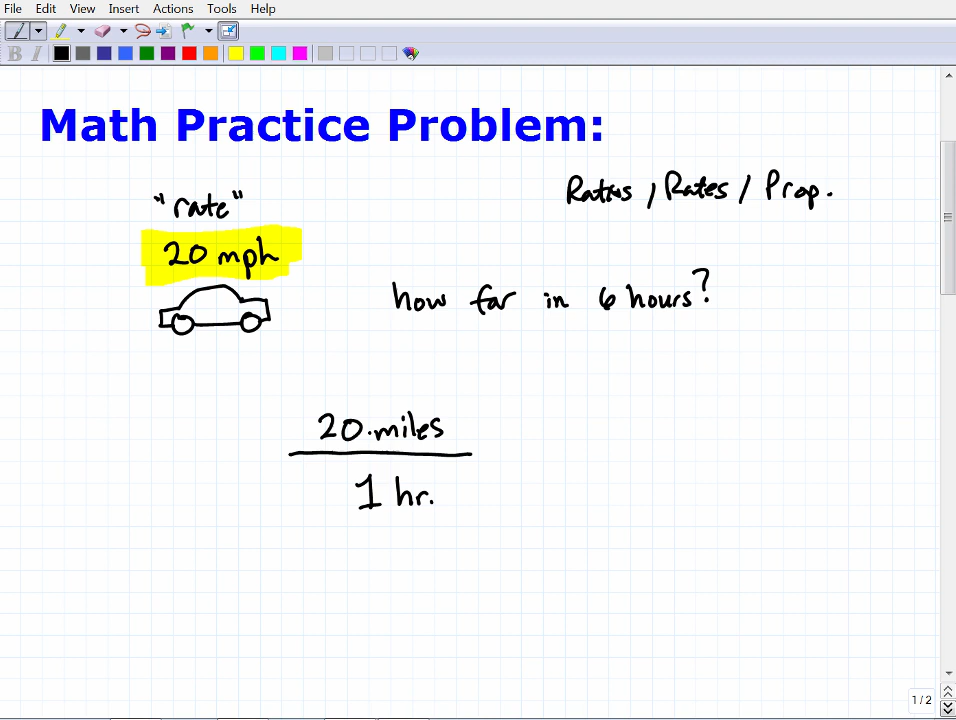 File Edit View Insert Actions Tools Help
B I
Math Practice Problem:
Ratios / Rates / Prop.
"rate"
20 mph
how far in 6 hours?
20 miles
1 hr.
1 / 2